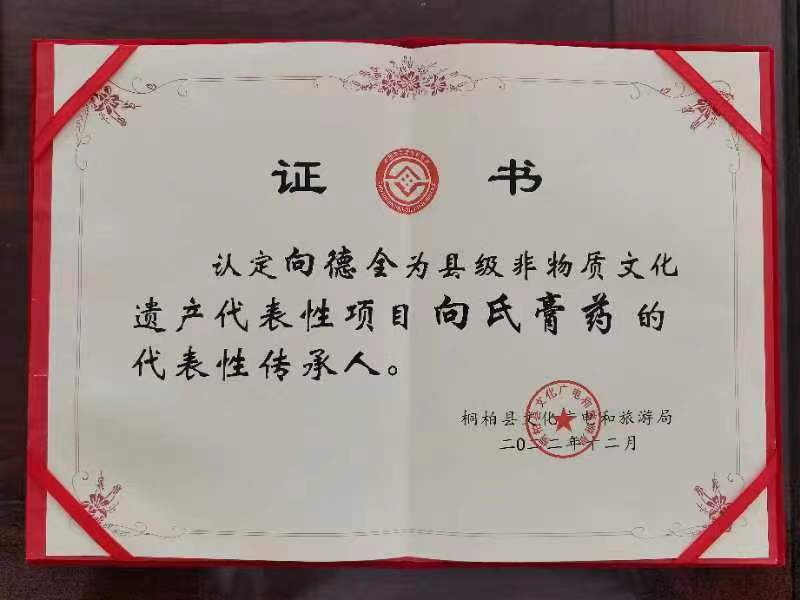 证 书
认定向德全为县级非物质文化
遗产代表性项目向氏膏药的
代表性传承人。
桐柏县文化广电和旅游局
二〇二二年十二月